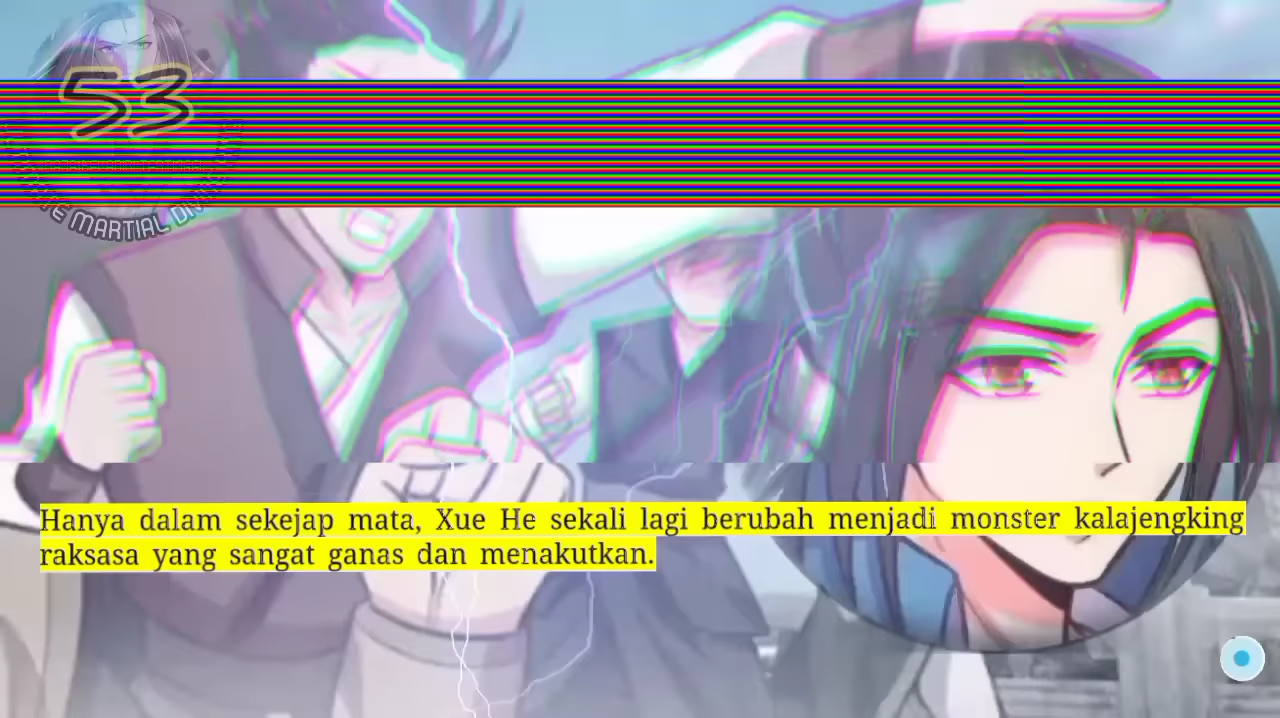 53
MARTIAL
Hanya dalam sekejap mata, Xue He sekali lagi berubah menjadi monster kalajengking
raksasa yang sangat ganas dan menakutkan.